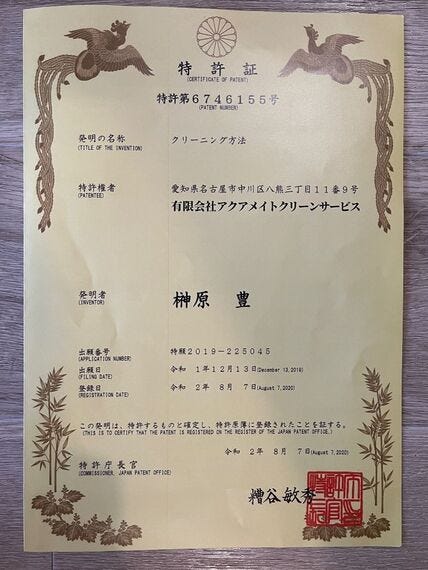 特許証
(CERTIFICATE OF PATENT)
特許第6746155号
(PATENT NUMBER)
発明の名称
(TITLE OF THE INVENTION)
クリーニング方法
特許権者
(PATENTEE)
愛知県名古屋市中川区八熊三丁目11番9号
有限会社アクアメイトクリーンサービス
発明者
(INVENTOR)
榊原 豊
出願番号
(APPLICATION NUMBER)
特願2019-225045
出願日
(FILING DATE)
令和 1年12月13日(December 13,2019)
登録日
(REGISTRATION DATE)
令和 2年 8月 7日(August 7,2020)
この発明は、特許するものと確定し、特許原簿に登録されたことを証する。
(THIS IS TO CERTIFY THAT THE PATENT IS REGISTERED ON THE REGISTER OF THE JAPAN PATENT OFFICE.)
令和 2年 8月 7日(August 7,2020)
特許庁長官
(COMMISSIONER, JAPAN PATENT OFFICE)
糟谷敏秀